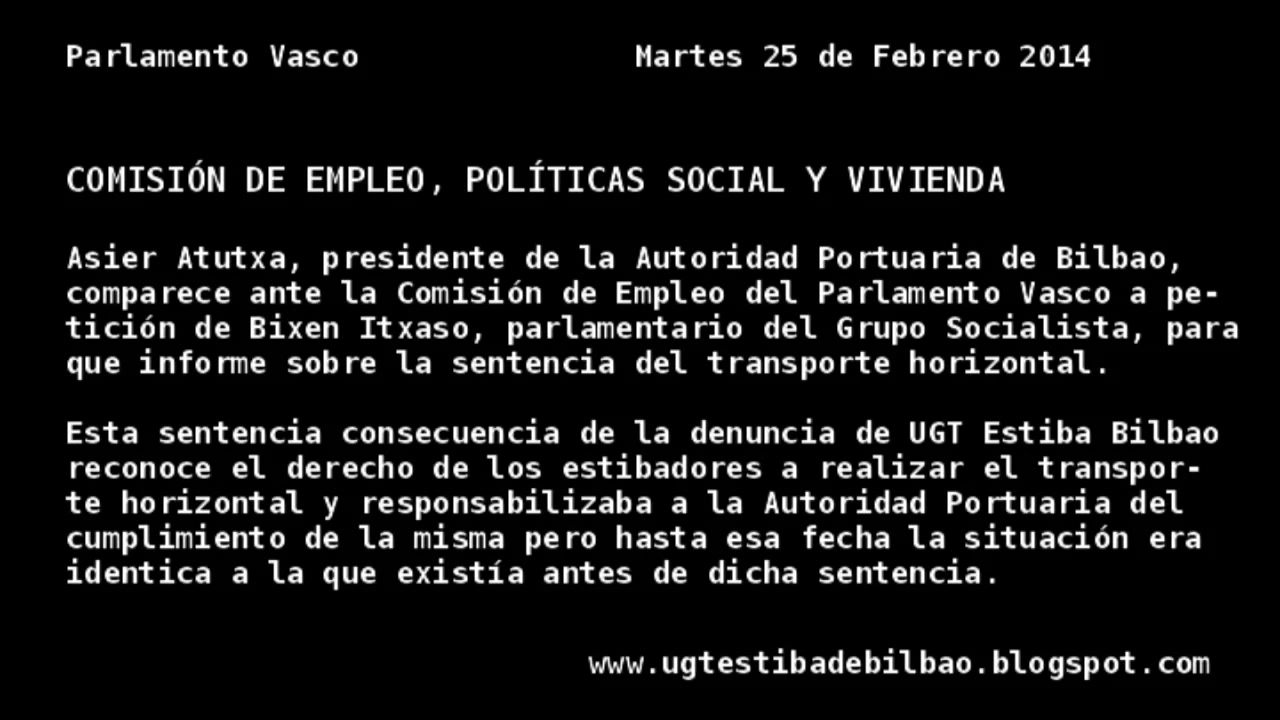 Parlamento Vasco Martes 25 de Febrero 2014
COMISIÓN DE EMPLEO, POLÍTICAS SOCIAL Y VIVIENDA
Asier Atutxa, presidente de la Autoridad Portuaria de Bilbao,
comparece ante la Comisión de Empleo del Parlamento Vasco a pe-
tición de Bixen Itxaso, parlamentario del Grupo Socialista, para
que informe sobre la sentencia del transporte horizontal.
Esta sentencia consecuencia de la denuncia de UGT Estiba Bilbao
reconoce el derecho de los estibadores a realizar el transpor-
te horizontal y responsabilizaba a la Autoridad Portuaria del
cumplimiento de la misma pero hasta esa fecha la situación era
identica a la que existía antes de dicha sentencia.
www.ugtestibadebilbao.blogspot.com